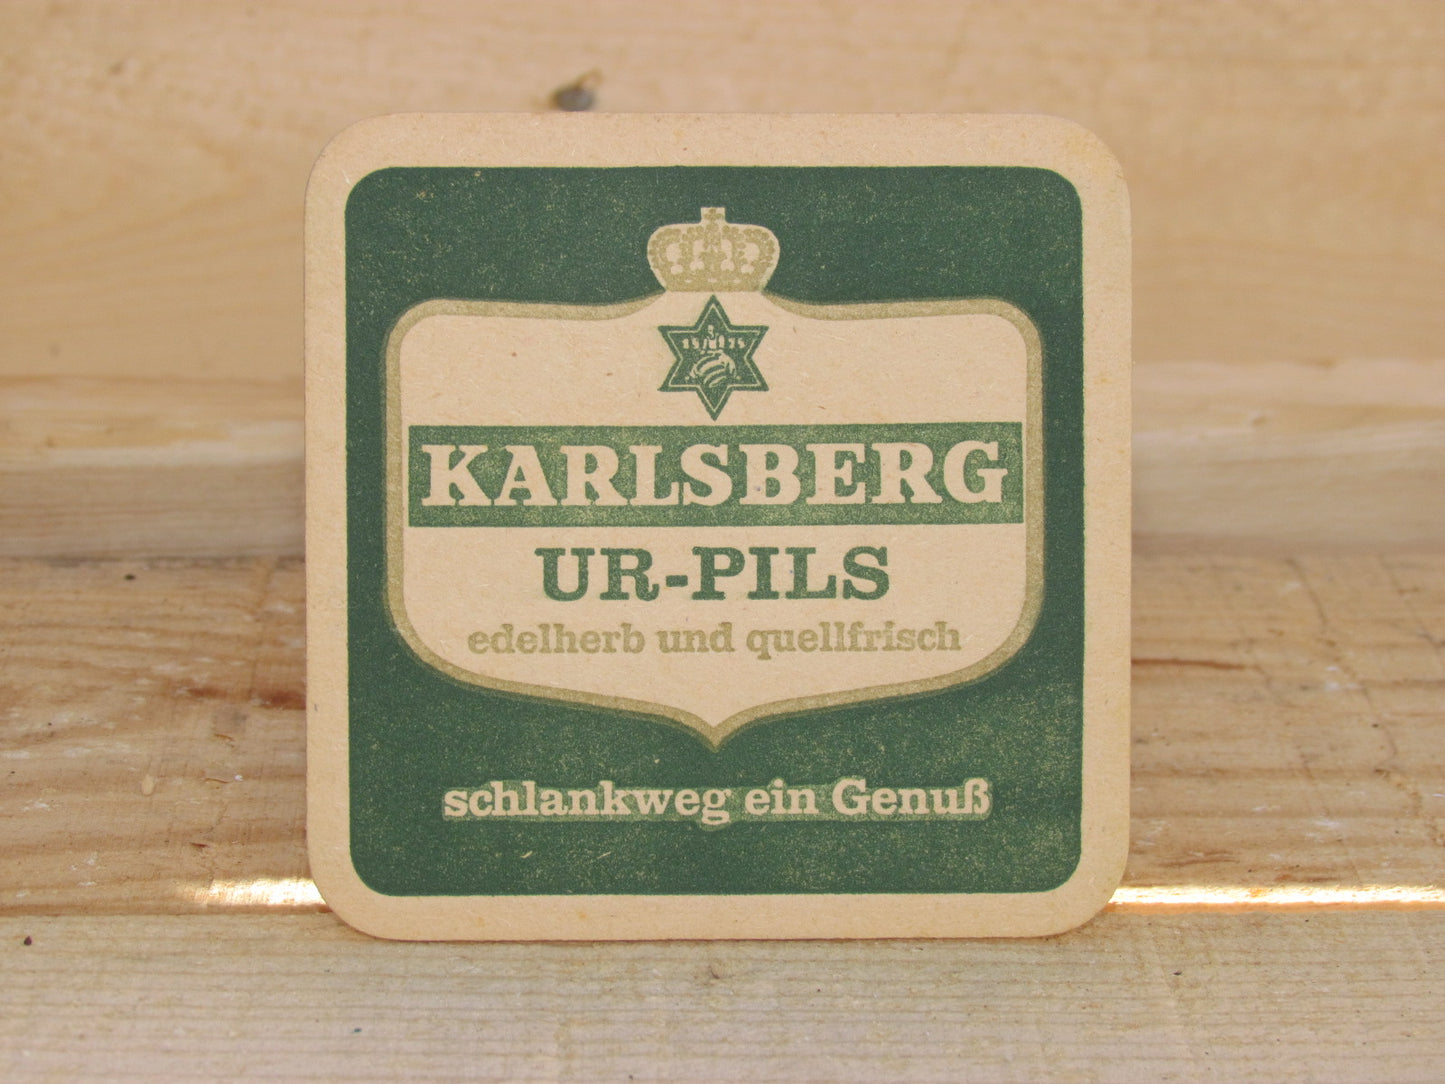 KARLSBERG
UR-PILS
edelherb und quellfrisch
schlankweg ein Genuß